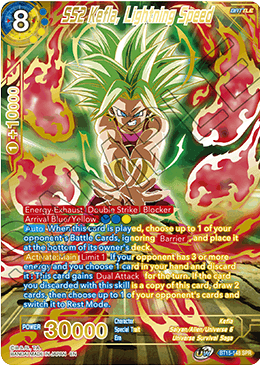 8
SS2 Kefla, Lightning Speed
BATTLE
1 +10000
Energy-Exhaust Double Strike Blocker
Arrival Blue/Yellow
Auto When this card is played, choose up to 1 of your
opponent's Battle Cards, ignoring Barrier, and place it
at the bottom of its owner's deck.
Activate Main Limit 1 If your opponent has 3 or more
energy and you choose 1 card in your hand and discard
it: This card gains Dual Attack for the turn. If the card
you discarded with this skill is a copy of this card, draw 2
cards, then choose up to 1 of your opponent's cards and
switch it to Rest Mode.
POWER 30000
Character Kefla
Special Trait Saiyan/Alien/Universe 6
Era Universe Survival Saga
BT15-148 SPR